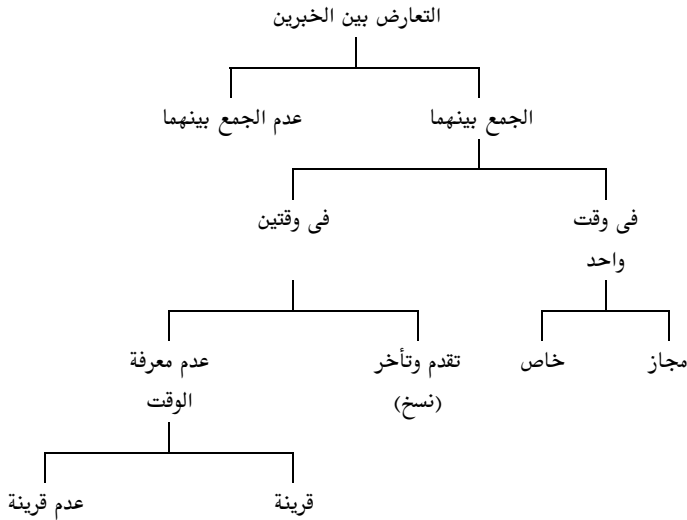 التعارض بين الخبرين
الجمع بينهما
عدم الجمع بينهما
فى وقت
واحد
فى وقتين
مجاز
خاص
تقدم وتأخر
(نسخ)
عدم معرفة
الوقت
قرينة
عدم قرينة